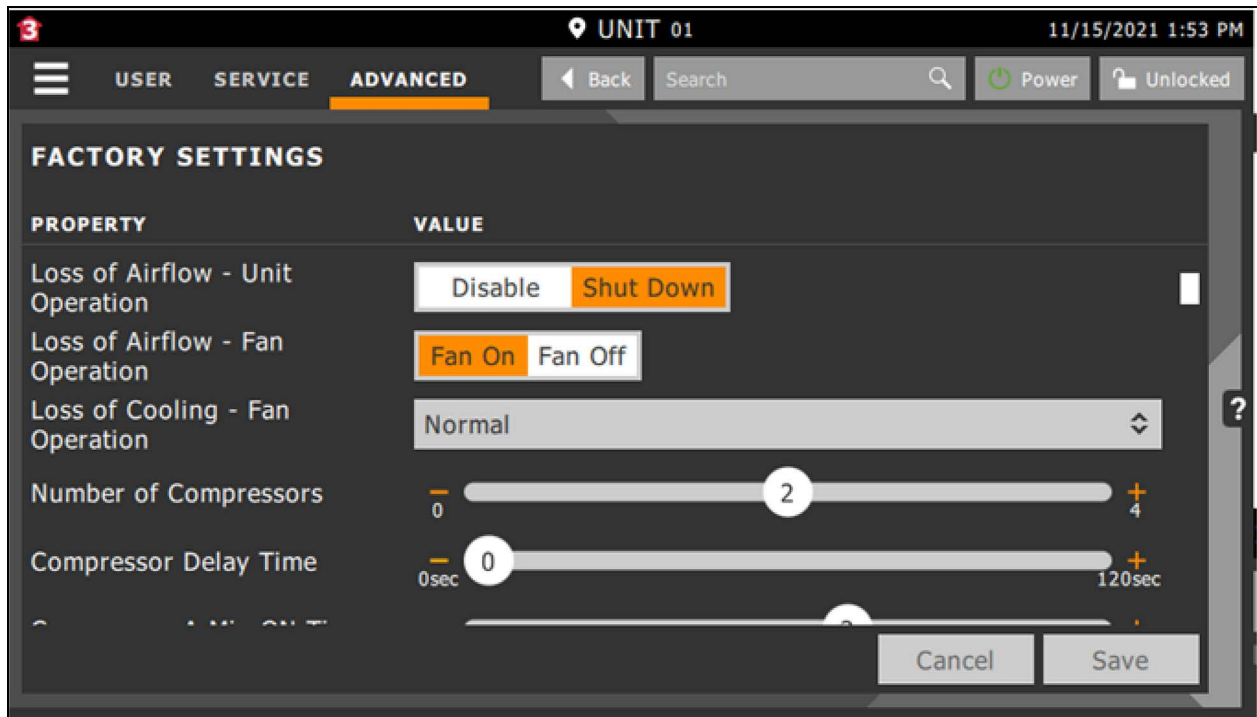 3
UNIT 01
11/15/2021 1:53 PM
USER SERVICE ADVANCED Back Search Power Unlocked
FACTORY SETTINGS
PROPERTY VALUE
Loss of Airflow - Unit
Operation
Disable Shut Down
Loss of Airflow - Fan
Operation
Fan On Fan Off
Loss of Cooling - Fan
Operation
Normal
?
Number of Compressors
2
0 4
Compressor Delay Time
0
0sec 120sec
Cancel Save